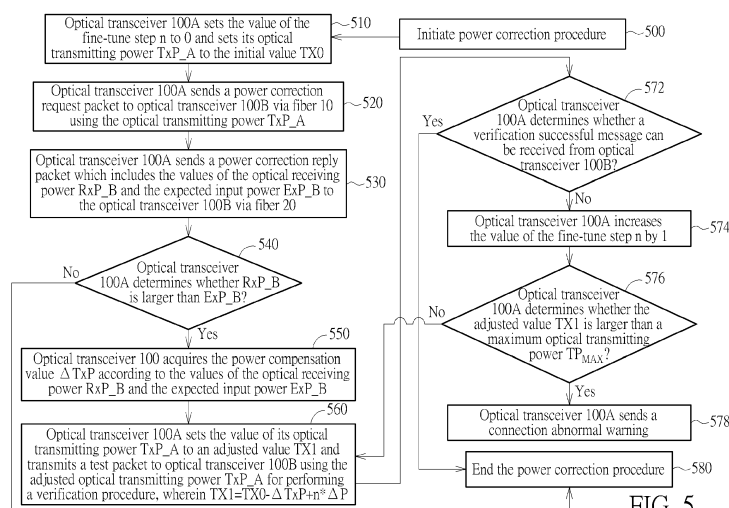 Optical transceiver 100A sets the value of the
fine-tune step n to 0 and sets its optical
transmitting power TxP_A to the initial value TX0
510
Initiate power correction procedure
500
Optical transceiver 100A sends a power correction
request packet to optical transceiver 100B via fiber 10
using the optical transmitting power TxP_A
520
Optical transceiver 100A sends a power correction reply
packet which includes the values of the optical receiving
power RxP_B and the expected input power ExP_B to
the optical transceiver 100B via fiber 20
530
540
No
Optical transceiver
100A determines whether RxP_B
is larger than ExP_B?
Yes
550
Optical transceiver 100 acquires the power compensation
value ΔTxP according to the values of the optical receiving
power RxP_B and the expected input power ExP_B
560
Optical transceiver 100A sets the value of its optical
transmitting power TxP_A to an adjusted value TX1 and
transmits a test packet to optical transceiver 100B using the
adjusted optical transmitting power TxP_A for performing
a verification procedure, wherein TX1=TX0-ΔTxP+n*ΔP
572
Yes
Optical transceiver
100A determines whether a
verification successful message can
be received from optical
transceiver 100B?
No
Optical transceiver 100A increases
the value of the fine-tune step n by 1
574
576
No
Optical transceiver
100A determines whether the
adjusted value TX1 is larger than a
maximum optical transmitting
power TPMAX?
Yes
Optical transceiver 100A sends a
connection abnormal warning
578
End the power correction procedure
580
FIG. 5